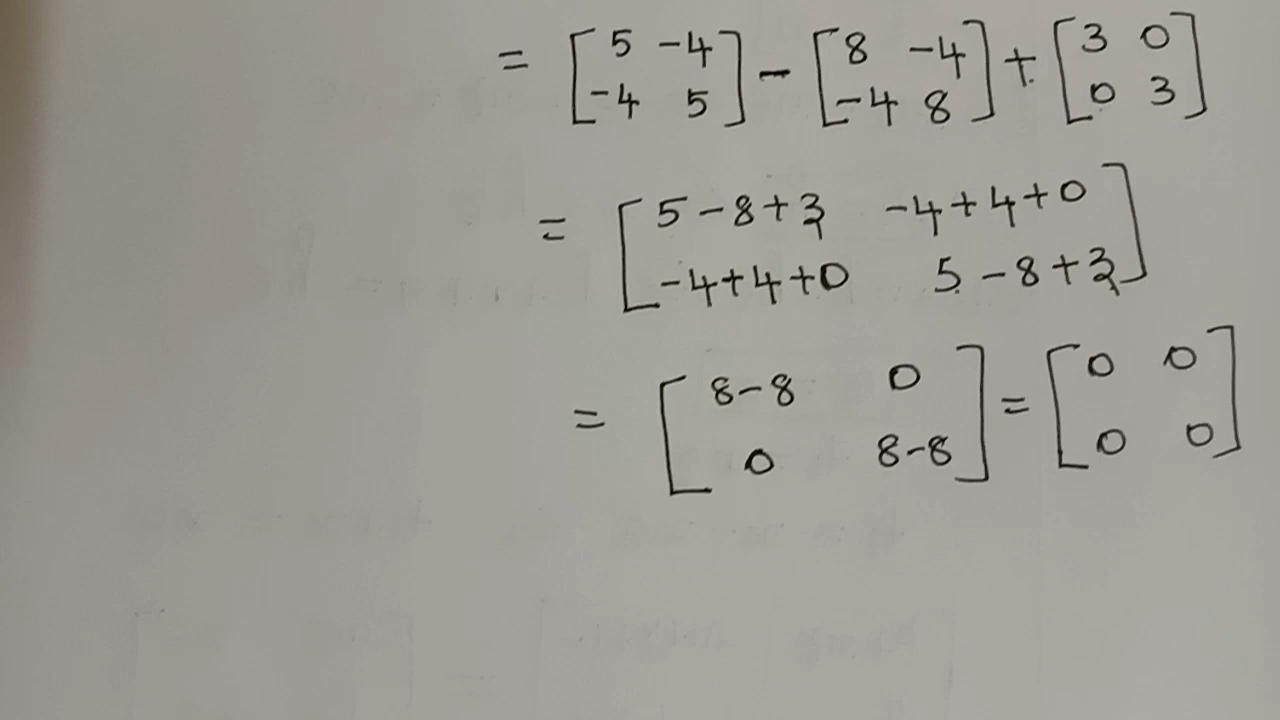 = [5 -4 -4 5] - [8 -4 -4 8] + [3 0 0 3]
= [5-8+3 -4+4+0 -4+4+0 5-8+3]
= [8-8 0 0 8-8] = [0 0 0 0]